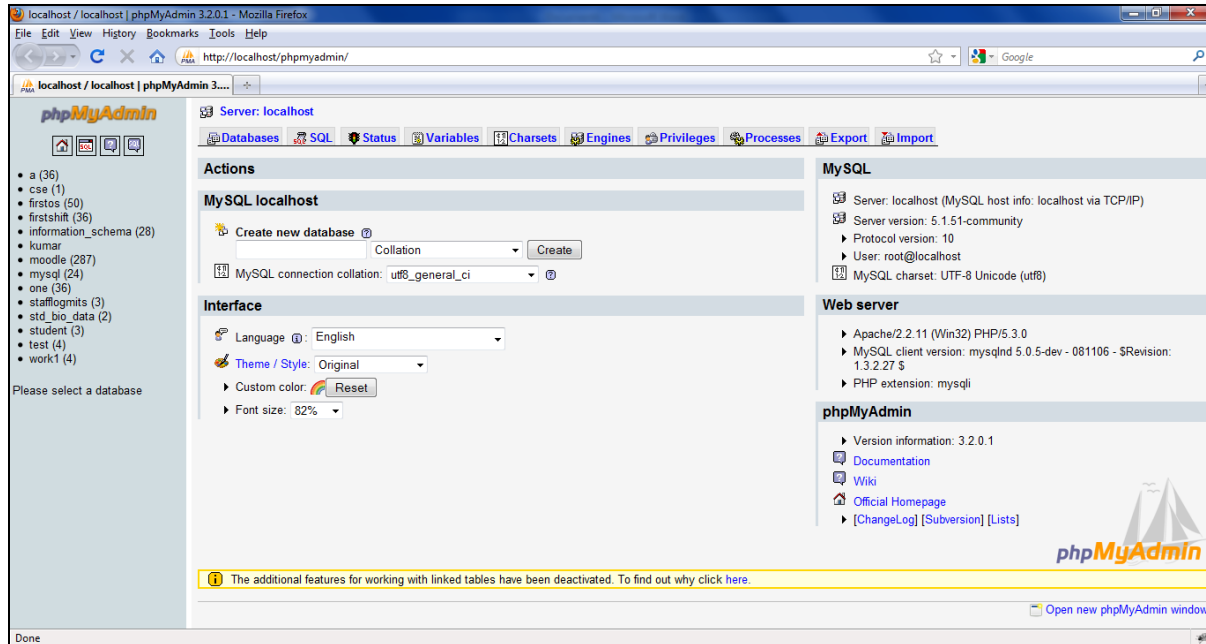 localhost / localhost | phpMyAdmin 3.2.0.1 - Mozilla Firefox
File Edit View History Bookmarks Tools Help
http://localhost/phpmyadmin/
Google
localhost / localhost | phpMyAdmin 3....
phpMyAdmin
SQL
a (36)
cse (1)
firstos (50)
firstshift (36)
information_schema (28)
kumar
moodle (287)
mysql (24)
one (36)
stafflogmits (3)
std_bio_data (2)
student (3)
test (4)
work1 (4)
Please select a database
Server: localhost
Databases SQL Status Variables Charsets Engines Privileges Processes Export Import
Actions
MySQL localhost
Create new database
Collation Create
MySQL connection collation: utf8_general_ci
Interface
Language : English
Theme / Style: Original
Custom color: Reset
Font size: 82%
MySQL
Server: localhost (MySQL host info: localhost via TCP/IP)
Server version: 5.1.51-community
Protocol version: 10
User: root@localhost
MySQL charset: UTF-8 Unicode (utf8)
Web server
Apache/2.2.11 (Win32) PHP/5.3.0
MySQL client version: mysqlnd 5.0.5-dev - 081106 - $Revision:
1.3.2.27 $
PHP extension: mysqli
phpMyAdmin
Version information: 3.2.0.1
Documentation
Wiki
Official Homepage
[ChangeLog] [Subversion] [Lists]
phpMyAdmin
The additional features for working with linked tables have been deactivated. To find out why click here.
Open new phpMyAdmin window
Done